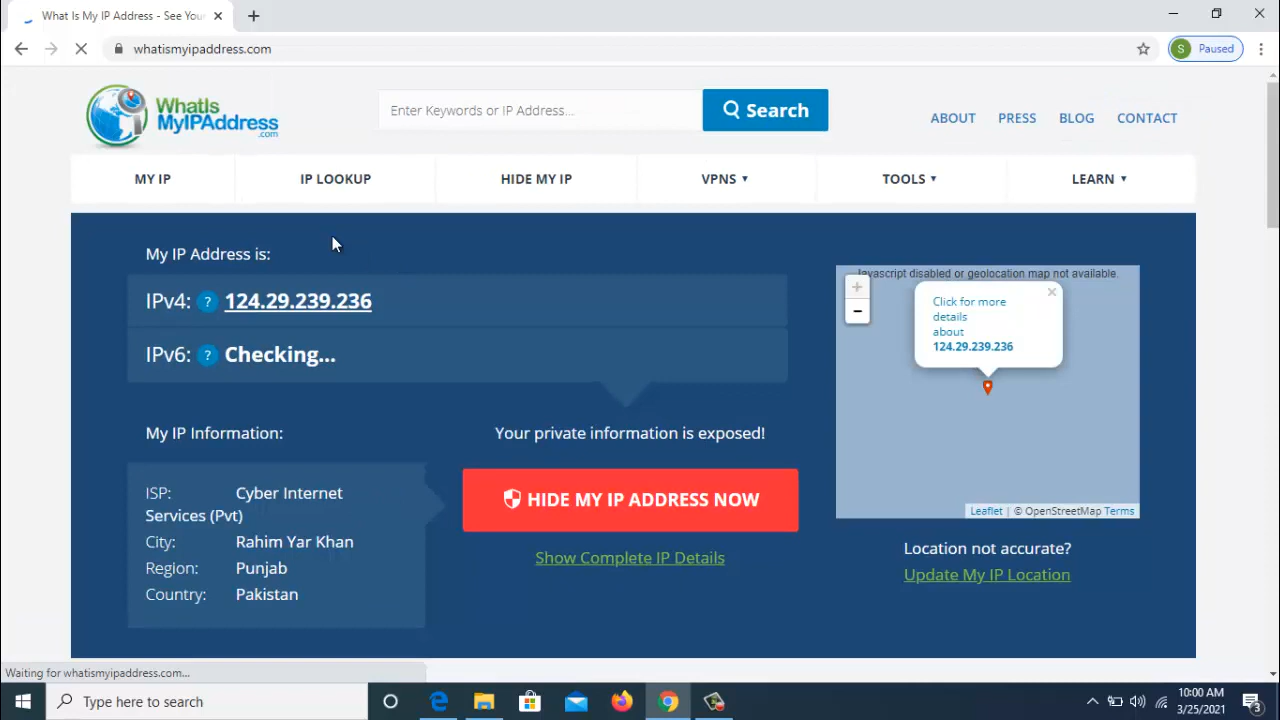 What Is My IP Address - See Your
whatismyipaddress.com
S Paused
WhatIs
MyIPAddress
.com
Enter Keywords or IP Address...
Search
ABOUT PRESS BLOG CONTACT
MY IP IP LOOKUP HIDE MY IP VPNS TOOLS LEARN
My IP Address is:
IPv4: ? 124.29.239.236
IPv6: ? Checking...
Javascript disabled or geolocation map not available.
+
−
Click for more
details
about
124.29.239.236
×
Leaflet | © OpenStreetMap Terms
My IP Information:
ISP: Cyber Internet
Services (Pvt)
City: Rahim Yar Khan
Region: Punjab
Country: Pakistan
Your private information is exposed!
HIDE MY IP ADDRESS NOW
Show Complete IP Details
Location not accurate?
Update My IP Location
Waiting for whatismyipaddress.com...
Type here to search
10:00 AM
3/25/2021
3